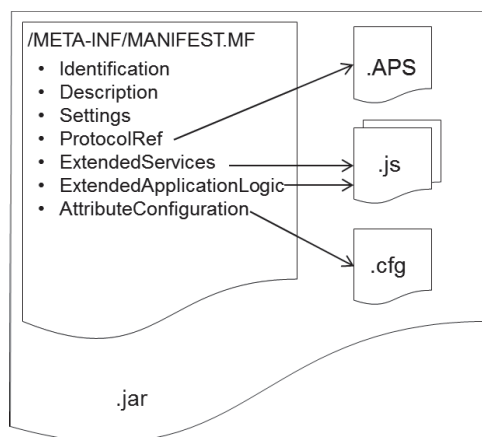 /META-INF/MANIFEST.MF
• Identification
• Description
• Settings
• ProtocolRef
• ExtendedServices
• ExtendedApplicationLogic
• AttributeConfiguration
.APS
.js
.cfg
.jar